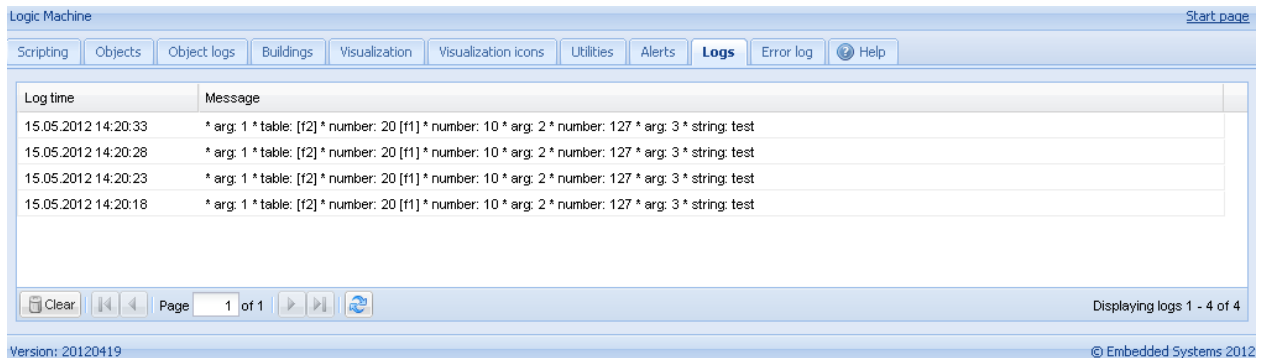 Logic Machine Start page
Scripting Objects Object logs Buildings Visualization Visualization icons Utilities Alerts Logs Error log Help
Log time Message
15.05.2012 14:20:33 * arg: 1 * table: [f2] * number: 20 [f1] * number: 10 * arg: 2 * number: 127 * arg: 3 * string: test
15.05.2012 14:20:28 * arg: 1 * table: [f2] * number: 20 [f1] * number: 10 * arg: 2 * number: 127 * arg: 3 * string: test
15.05.2012 14:20:23 * arg: 1 * table: [f2] * number: 20 [f1] * number: 10 * arg: 2 * number: 127 * arg: 3 * string: test
15.05.2012 14:20:18 * arg: 1 * table: [f2] * number: 20 [f1] * number: 10 * arg: 2 * number: 127 * arg: 3 * string: test
Clear Page 1 of 1 Displaying logs 1 - 4 of 4
Version: 20120419 © Embedded Systems 2012